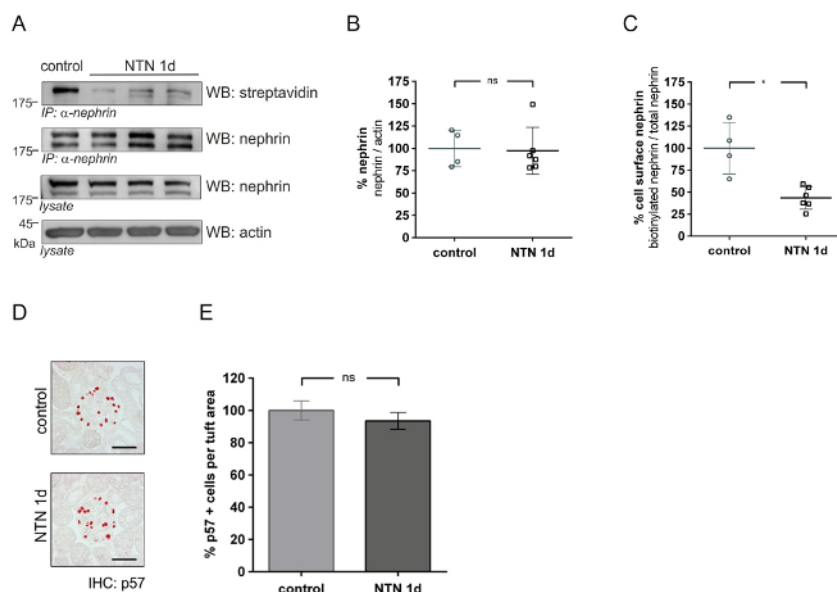 A
control NTN 1d
175
WB: streptavidin
IP: α-nephrin
175
WB: nephrin
IP: α-nephrin
175
WB: nephrin
lysate
45
kDa
WB: actin
lysate
B
% nephrin
nephrin / actin
175
150
125
100
75
50
25
0
ns
control NTN 1d
C
% cell surface nephrin
biotinylated nephrin / total nephrin
175
150
125
100
75
50
25
0
*
control NTN 1d
D
control
NTN 1d
IHC: p57
E
% p57 + cells per tuft area
120
100
80
60
40
20
0
ns
control NTN 1d